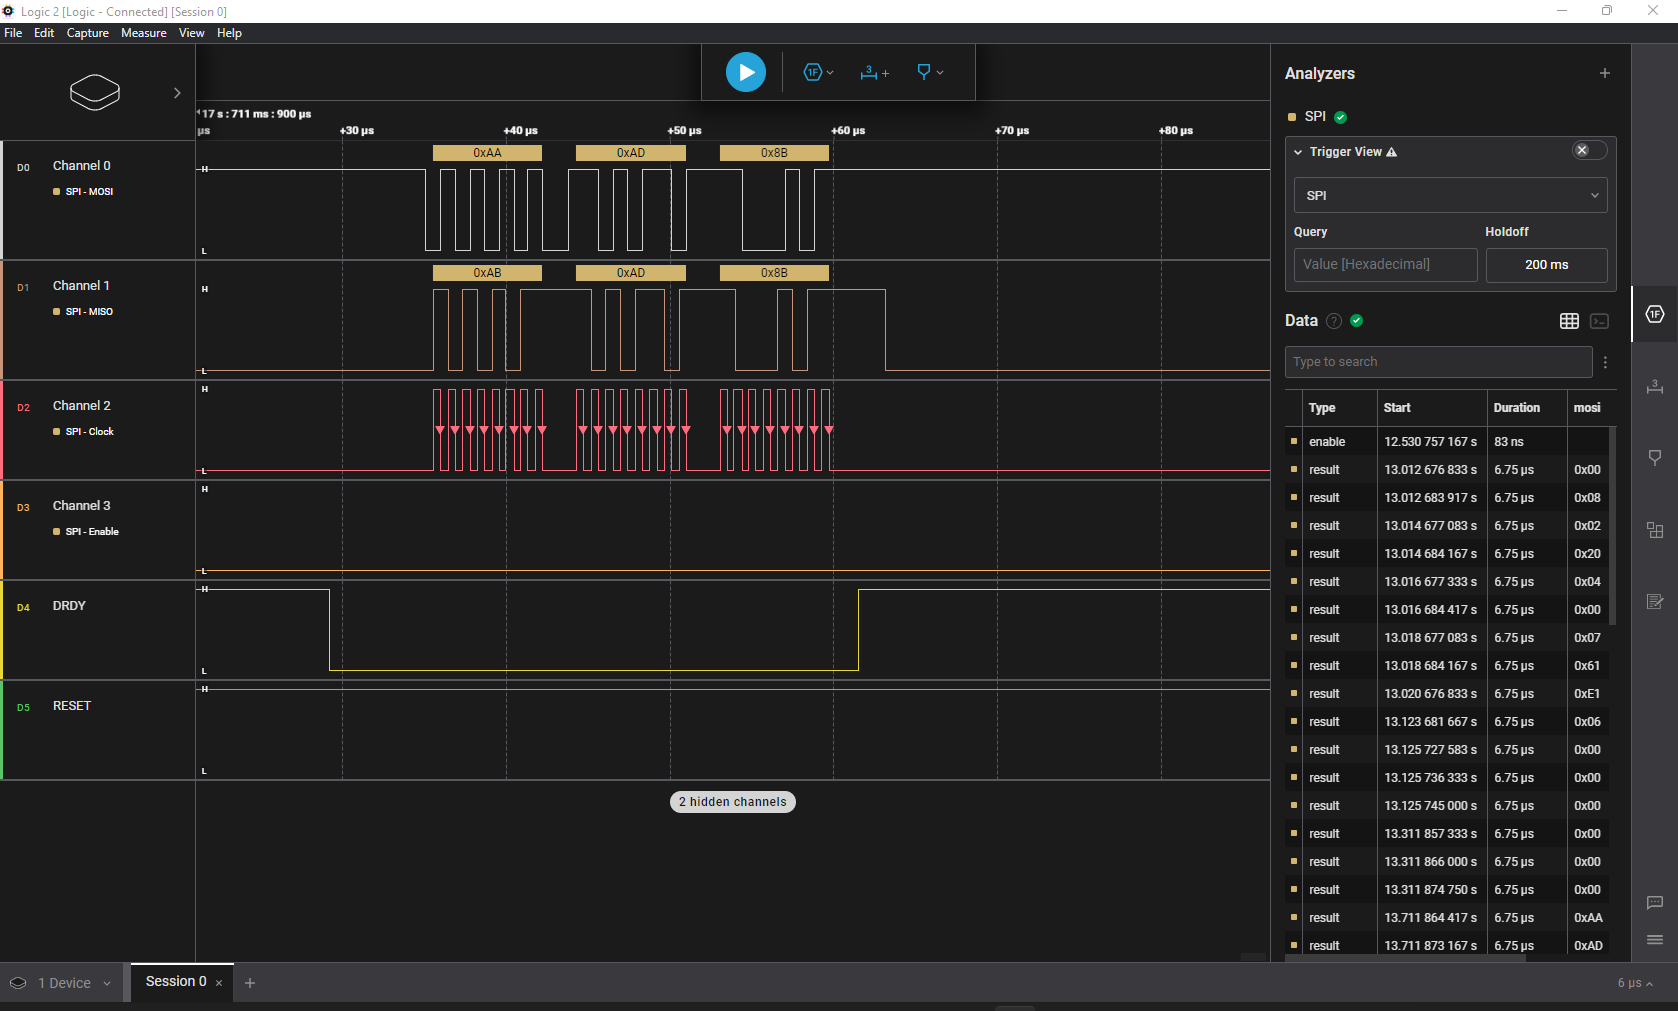 Logic 2 [Logic - Connected] [Session 0]
File Edit Capture Measure View Help
17 s : 711 ms : 900 µs
µs +30 µs +40 µs +50 µs +60 µs +70 µs +80 µs
D0 Channel 0
SPI - MOSI
H
L
0xAA 0xAD 0x8B
D1 Channel 1
SPI - MISO
H
L
0xAB 0xAD 0x8B
D2 Channel 2
SPI - Clock
H
L
D3 Channel 3
SPI - Enable
H
L
D4 DRDY
H
L
D5 RESET
H
L
2 hidden channels
1F 3 +
Analyzers
SPI
Trigger View
SPI
Query Holdoff
Value [Hexadecimal] 200 ms
Data ?
Type to search
Type Start Duration mosi
enable 12.530 757 167 s 83 ns
result 13.012 676 833 s 6.75 µs 0x00
result 13.012 683 917 s 6.75 µs 0x08
result 13.014 677 083 s 6.75 µs 0x02
result 13.014 684 167 s 6.75 µs 0x20
result 13.016 677 333 s 6.75 µs 0x04
result 13.016 684 417 s 6.75 µs 0x00
result 13.018 677 083 s 6.75 µs 0x07
result 13.018 684 167 s 6.75 µs 0x61
result 13.020 676 833 s 6.75 µs 0xE1
result 13.123 681 667 s 6.75 µs 0x06
result 13.125 727 583 s 6.75 µs 0x00
result 13.125 736 333 s 6.75 µs 0x00
result 13.125 745 000 s 6.75 µs 0x00
result 13.311 857 333 s 6.75 µs 0x00
result 13.311 866 000 s 6.75 µs 0x00
result 13.311 874 750 s 6.75 µs 0x00
result 13.711 864 417 s 6.75 µs 0xAA
result 13.711 873 167 s 6.75 µs 0xAD
1F
3
1 Device Session 0 × + 6 µs